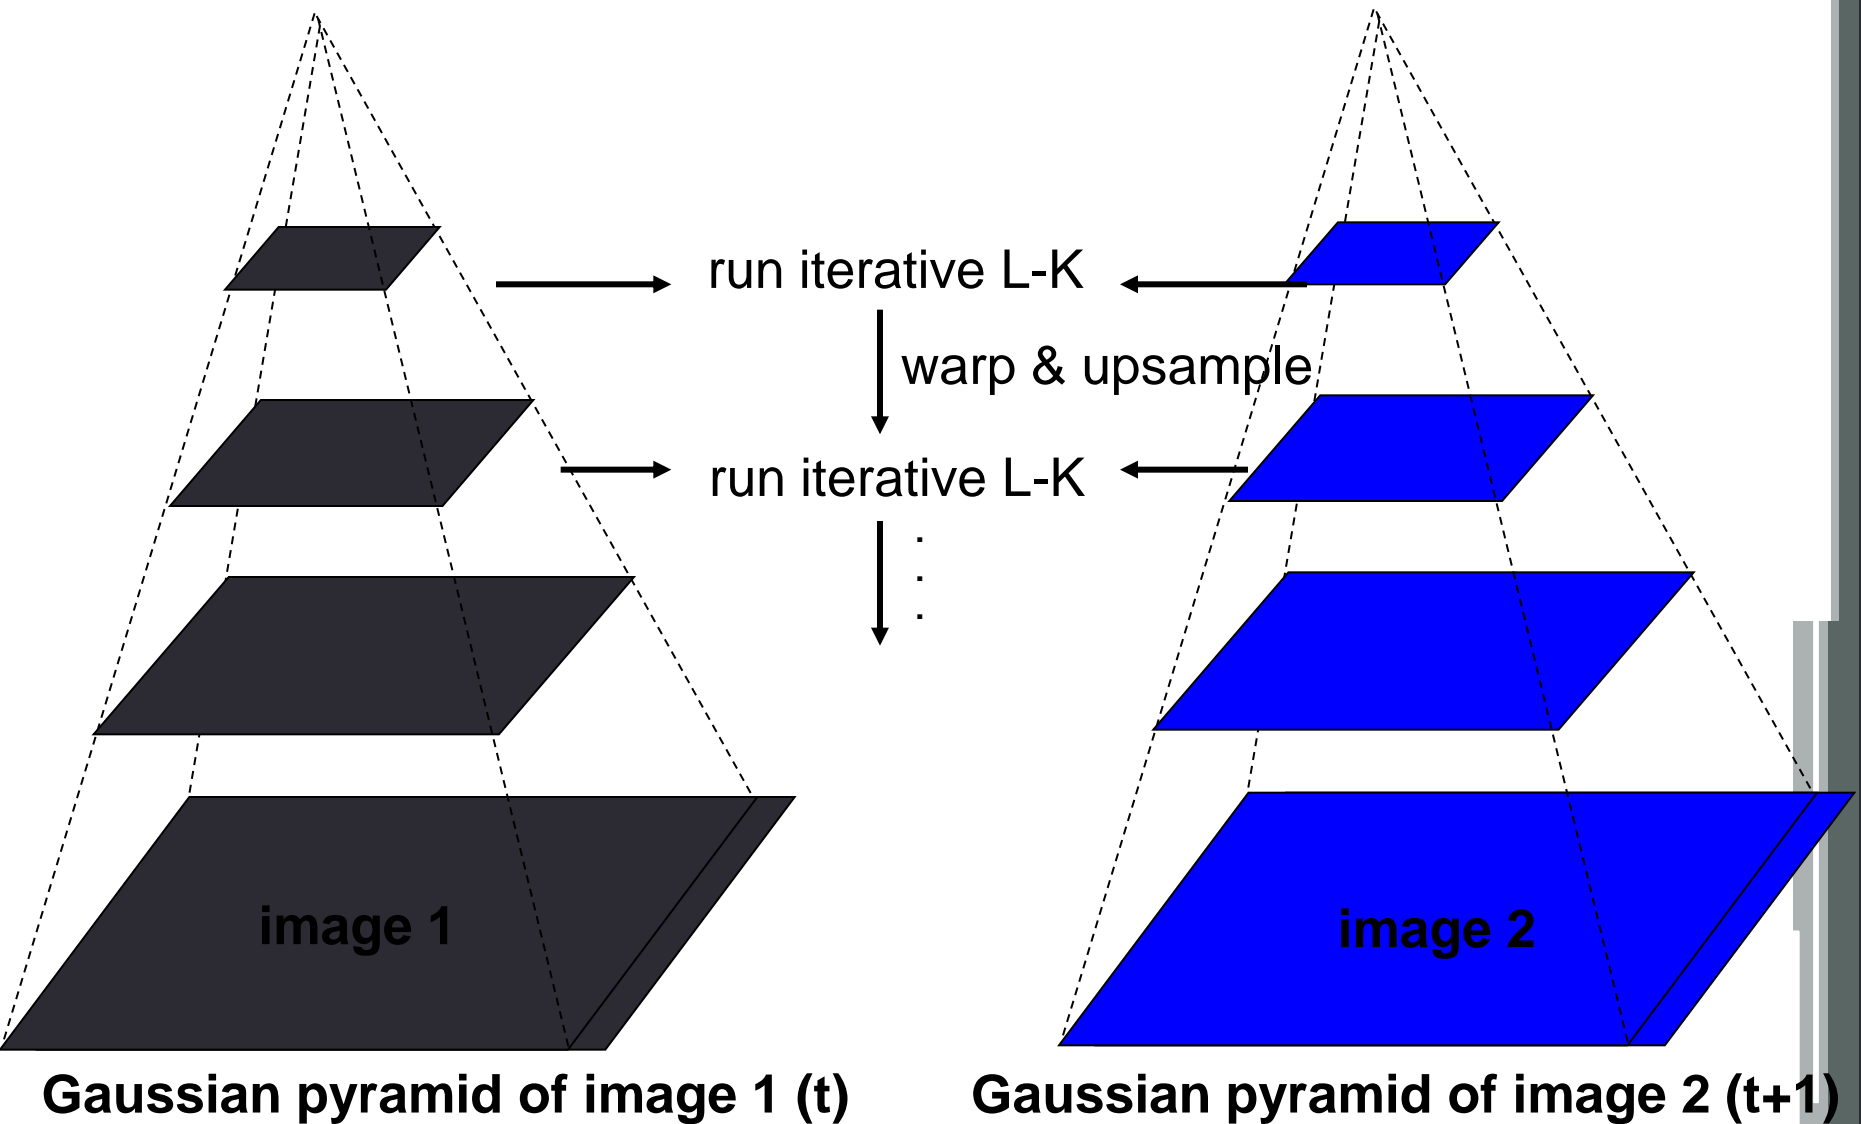 run iterative L-K
warp & upsample
run iterative L-K
.
.
.
image 1
image 2
Gaussian pyramid of image 1 (t)
Gaussian pyramid of image 2 (t+1)